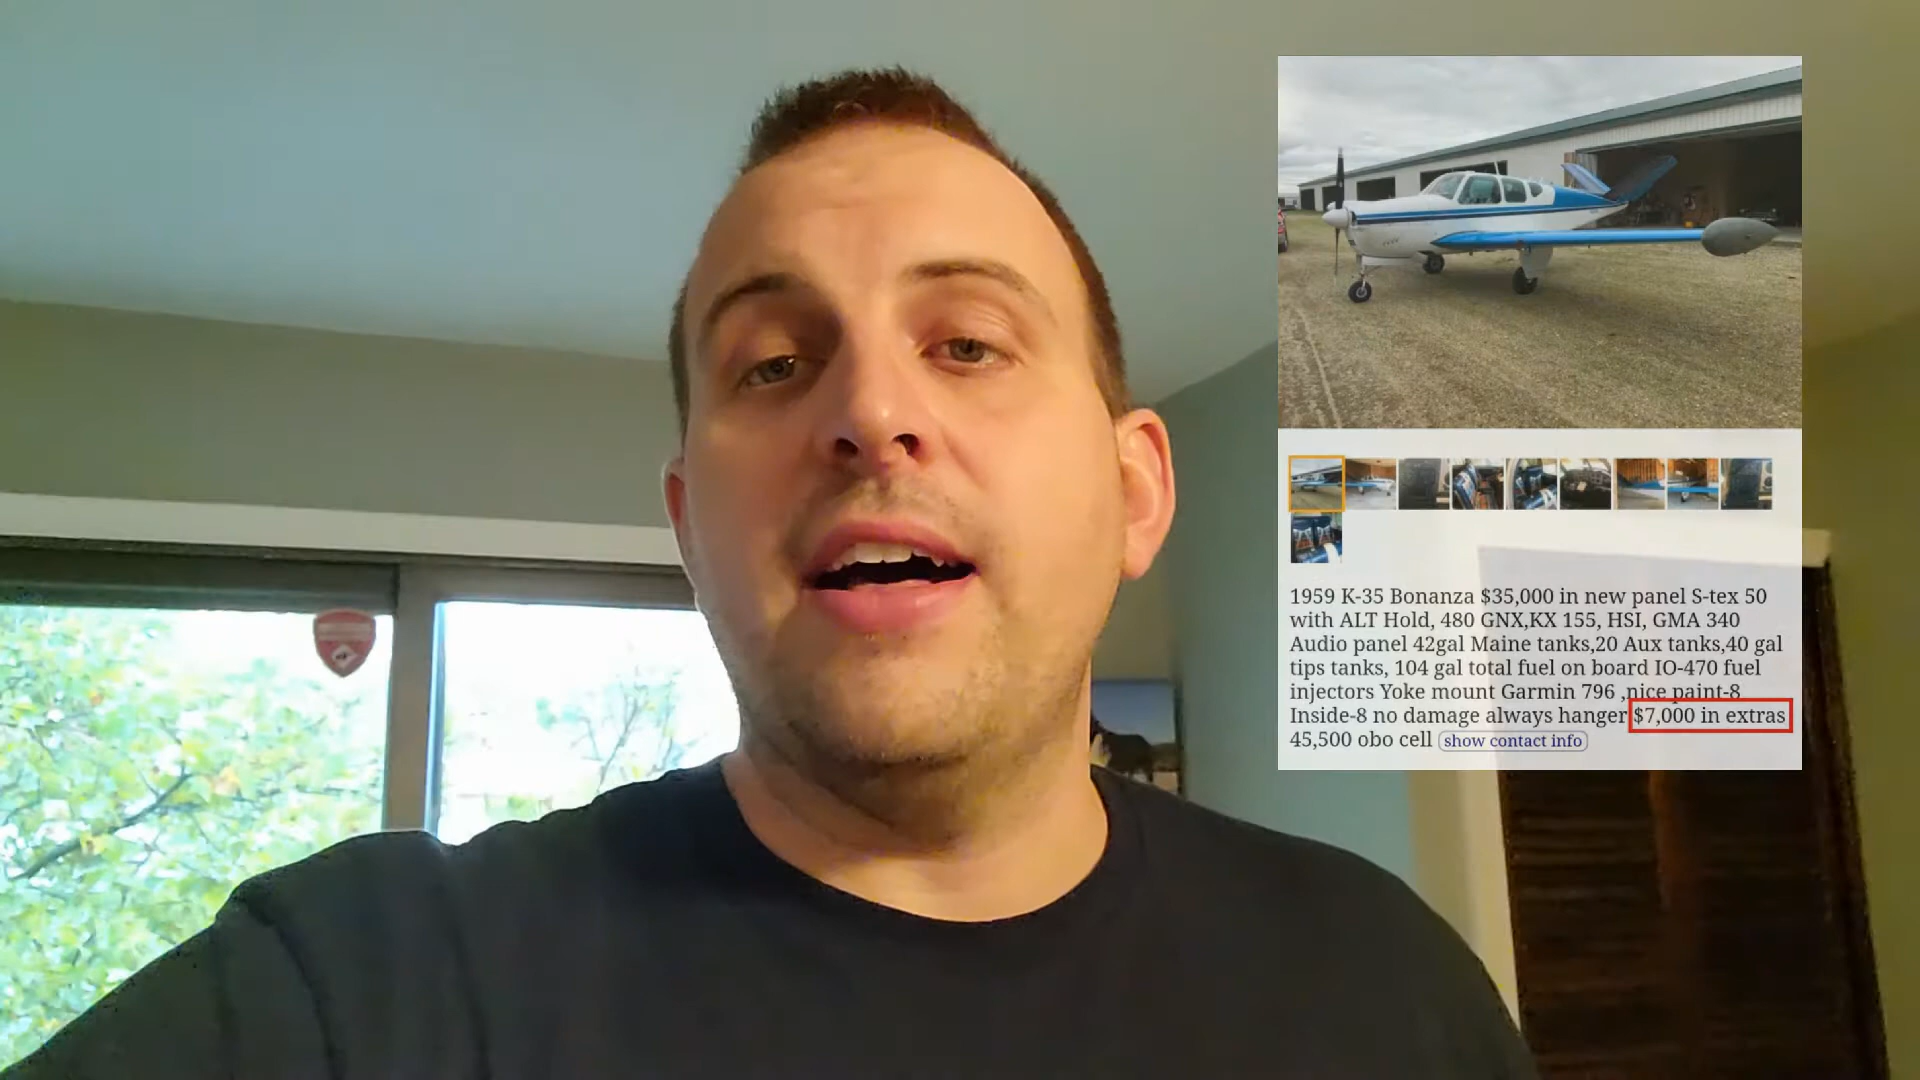 1959 K-35 Bonanza $35,000 in new panel S-tex 50
with ALT Hold, 480 GNX,KX 155, HSI, GMA 340
Audio panel 42gal Maine tanks,20 Aux tanks,40 gal
tips tanks, 104 gal total fuel on board IO-470 fuel
injectors Yoke mount Garmin 796 ,nice paint-8
Inside-8 no damage always hanger $7,000 in extras
45,500 obo cell show contact info